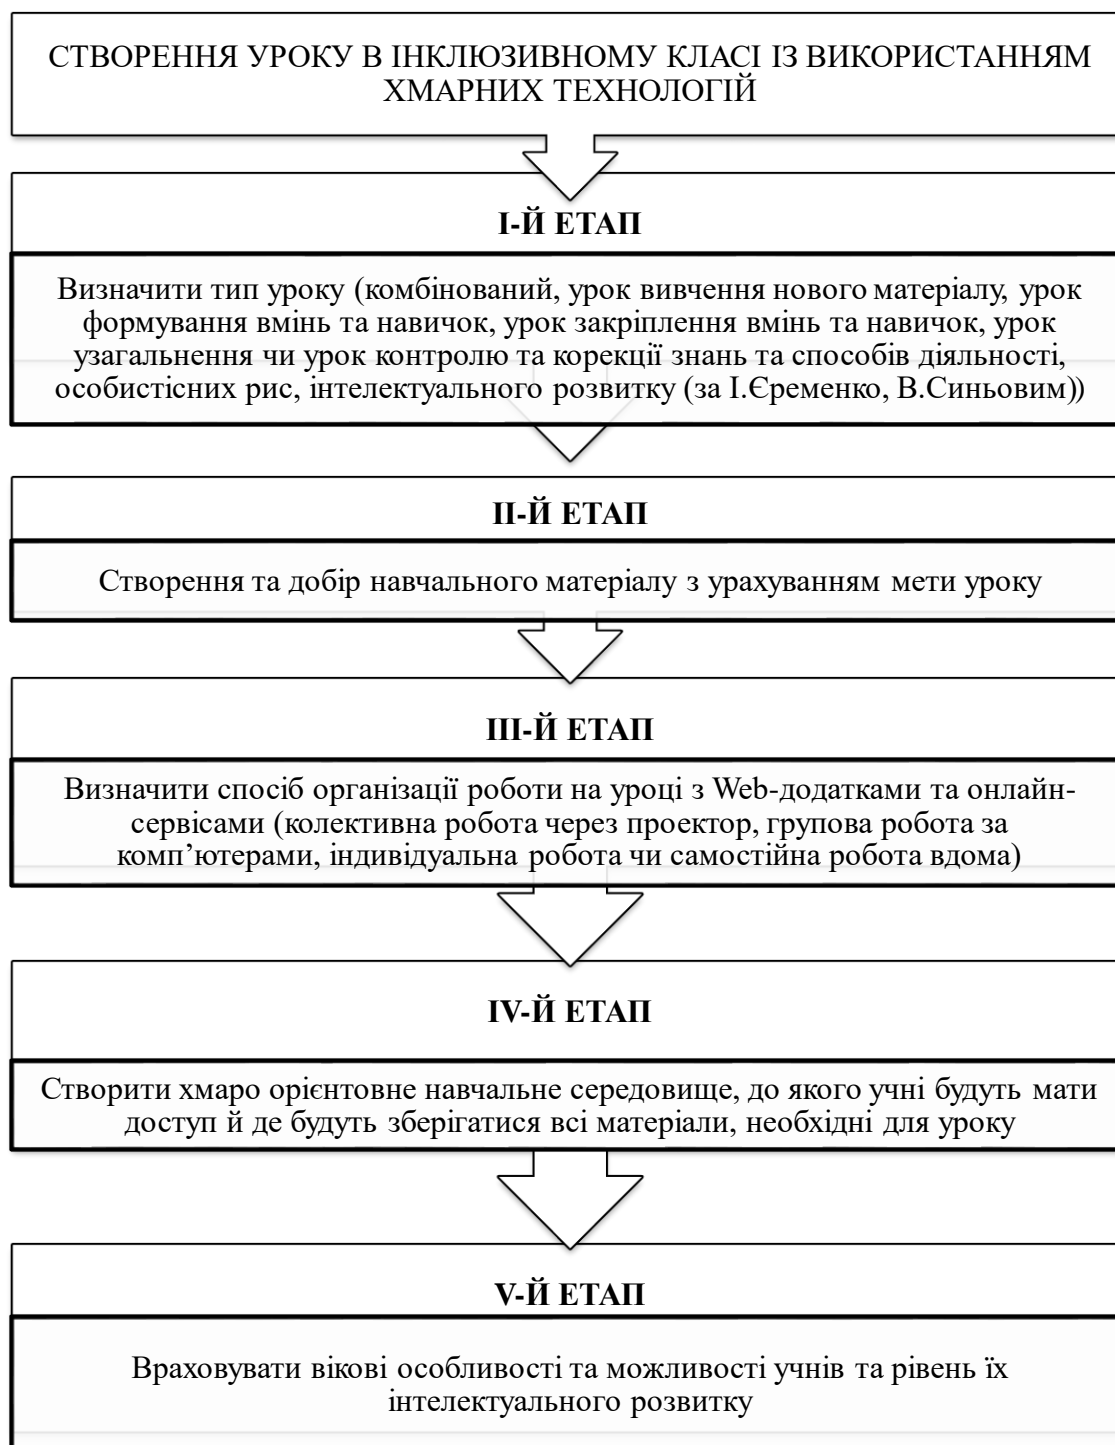 СТВОРЕННЯ УРОКУ В ІНКЛЮЗИВНОМУ КЛАСІ ІЗ ВИКОРИСТАННЯМ
ХМАРНИХ ТЕХНОЛОГІЙ
І-Й ЕТАП
Визначити тип уроку (комбінований, урок вивчення нового матеріалу, урок
формування вмінь та навичок, урок закріплення вмінь та навичок, урок
узагальнення чи урок контролю та корекції знань та способів діяльності,
особистісних рис, інтелектуального розвитку (за І.Єременко, В.Синьовим))
ІІ-Й ЕТАП
Створення та добір навчального матеріалу з урахуванням мети уроку
ІІІ-Й ЕТАП
Визначити спосіб організації роботи на уроці з Web-додатками та онлайн-
сервісами (колективна робота через проектор, групова робота за
комп’ютерами, індивідуальна робота чи самостійна робота вдома)
IV-Й ЕТАП
Створити хмаро орієнтовне навчальне середовище, до якого учні будуть мати
доступ й де будуть зберігатися всі матеріали, необхідні для уроку
V-Й ЕТАП
Враховувати вікові особливості та можливості учнів та рівень їх
інтелектуального розвитку